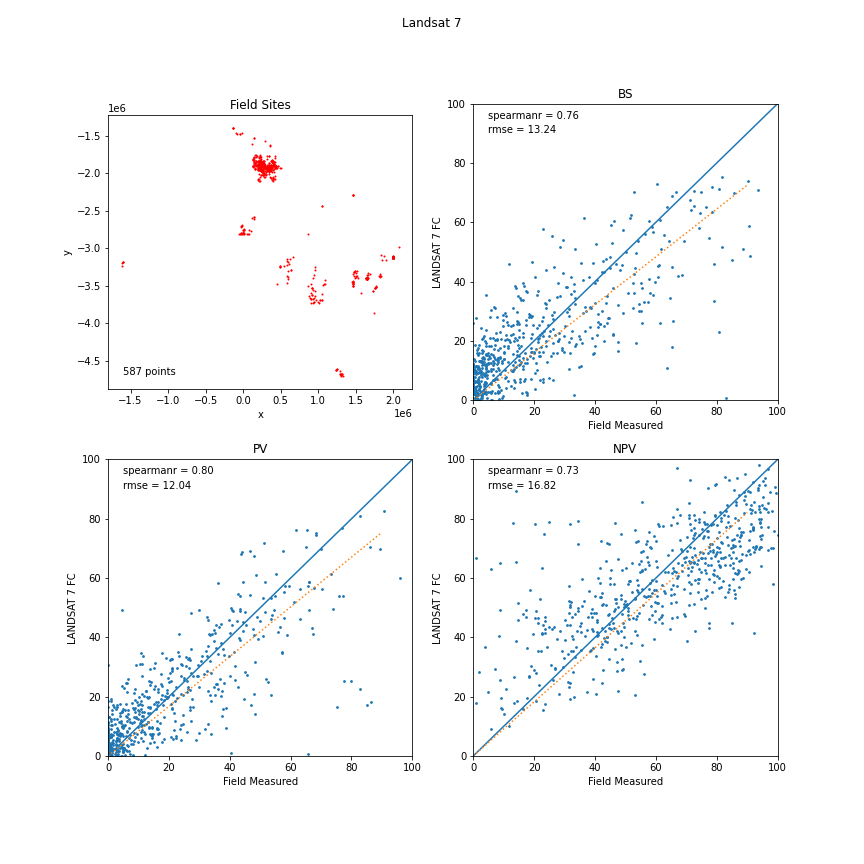 Landsat 7
Field Sites
1e6
−1.5
−2.0
−2.5
−3.0
−3.5
−4.0
−4.5
y
587 points
−1.5 −1.0 −0.5 0.0 0.5 1.0 1.5 2.0
x
1e6
BS
spearmanr = 0.76
rmse = 13.24
100
80
60
40
20
0
LANDSAT 7 FC
0 20 40 60 80 100
Field Measured
PV
spearmanr = 0.80
rmse = 12.04
100
80
60
40
20
0
LANDSAT 7 FC
0 20 40 60 80 100
Field Measured
NPV
spearmanr = 0.73
rmse = 16.82
100
80
60
40
20
0
LANDSAT 7 FC
0 20 40 60 80 100
Field Measured